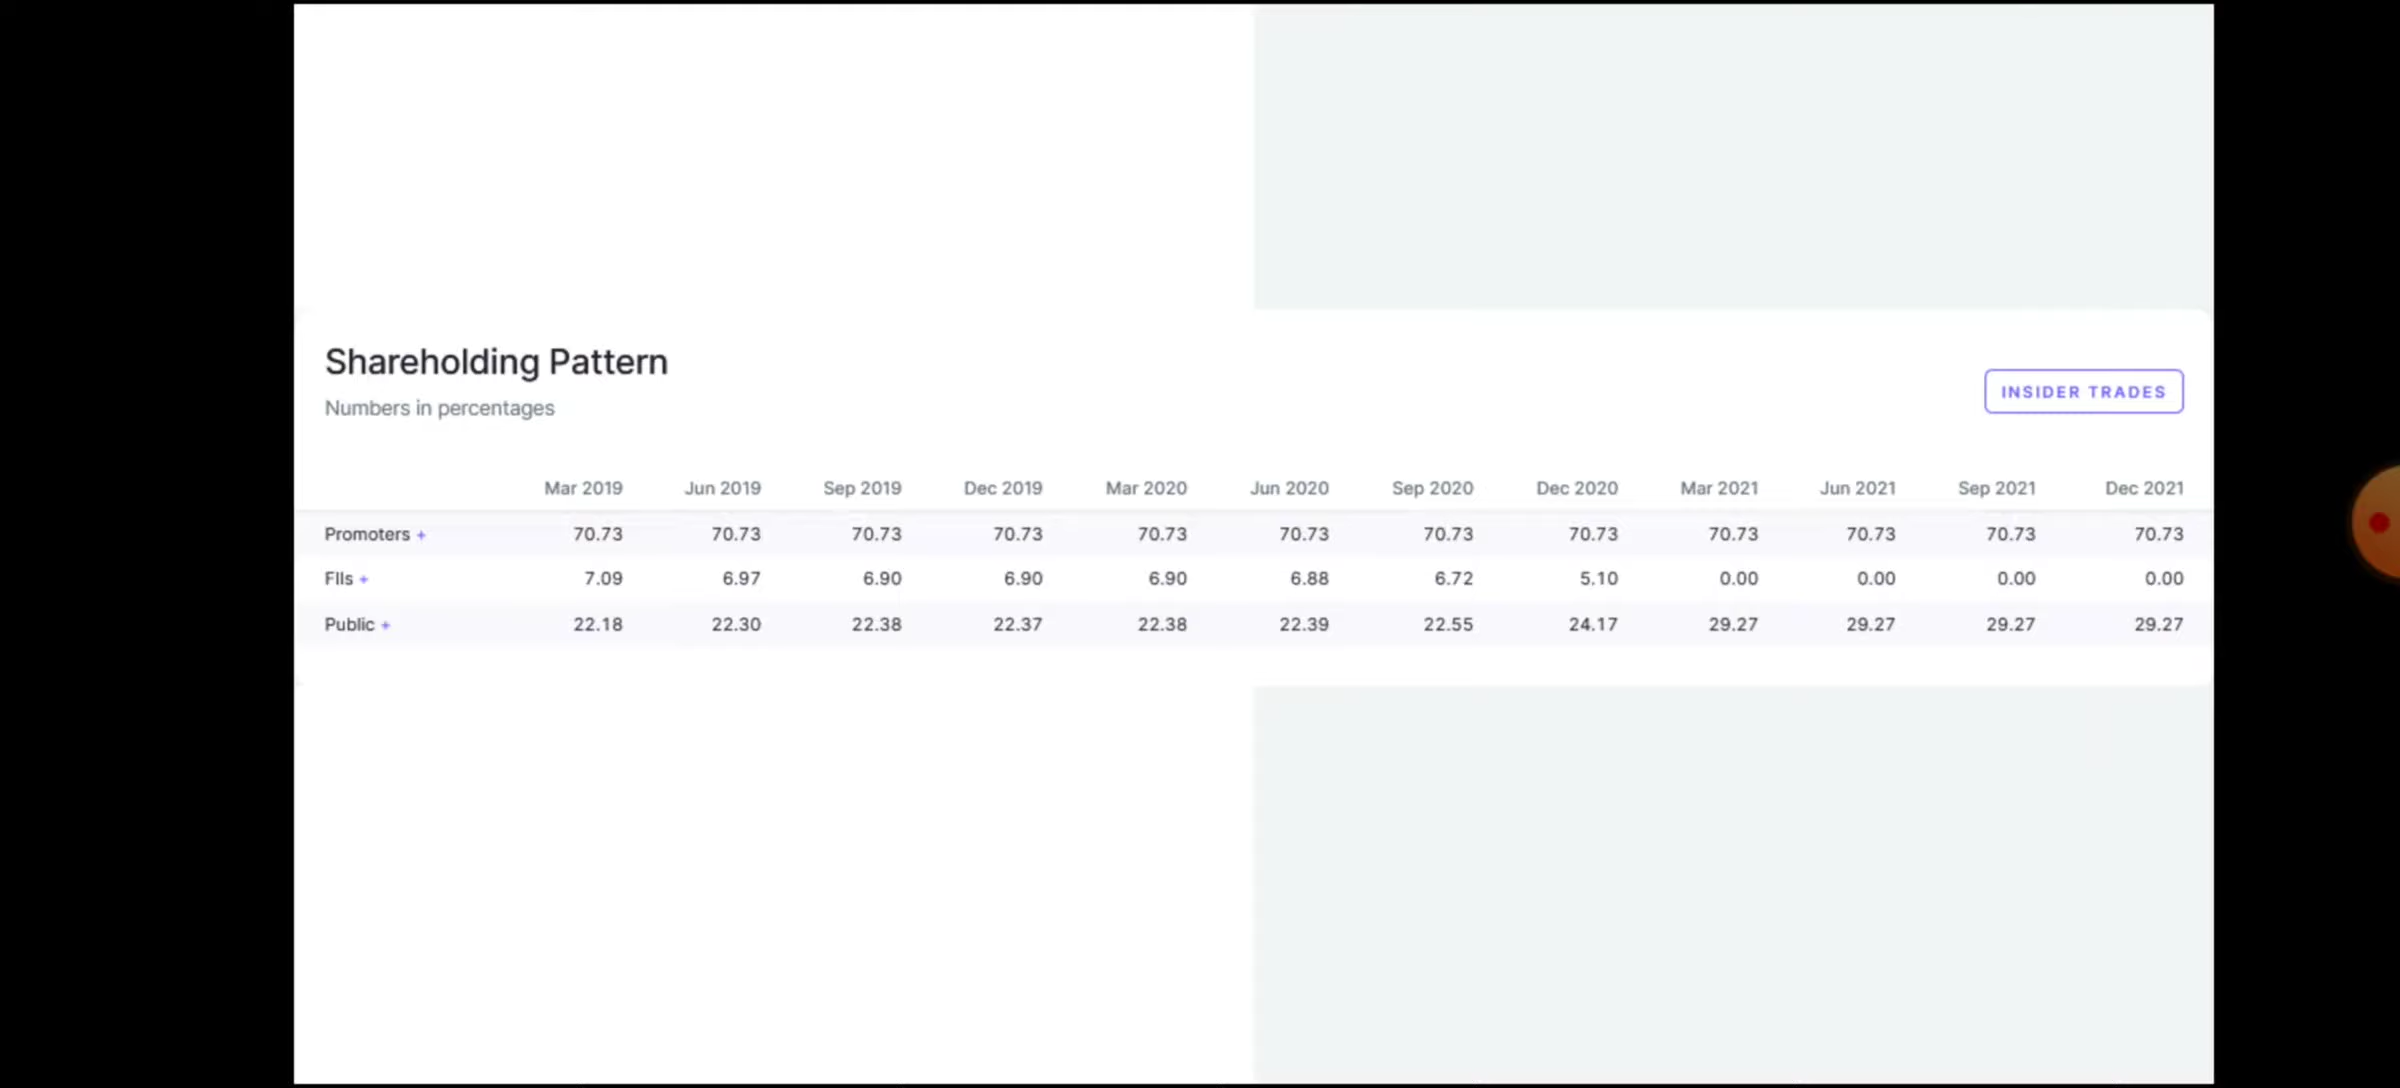 Shareholding Pattern
Numbers in percentages
INSIDER TRADES
Mar 2019 Jun 2019 Sep 2019 Dec 2019 Mar 2020 Jun 2020 Sep 2020 Dec 2020 Mar 2021 Jun 2021 Sep 2021 Dec 2021
Promoters + 70.73 70.73 70.73 70.73 70.73 70.73 70.73 70.73 70.73 70.73 70.73 70.73
FIIs + 7.09 6.97 6.90 6.90 6.90 6.88 6.72 5.10 0.00 0.00 0.00 0.00
Public + 22.18 22.30 22.38 22.37 22.38 22.39 22.55 24.17 29.27 29.27 29.27 29.27